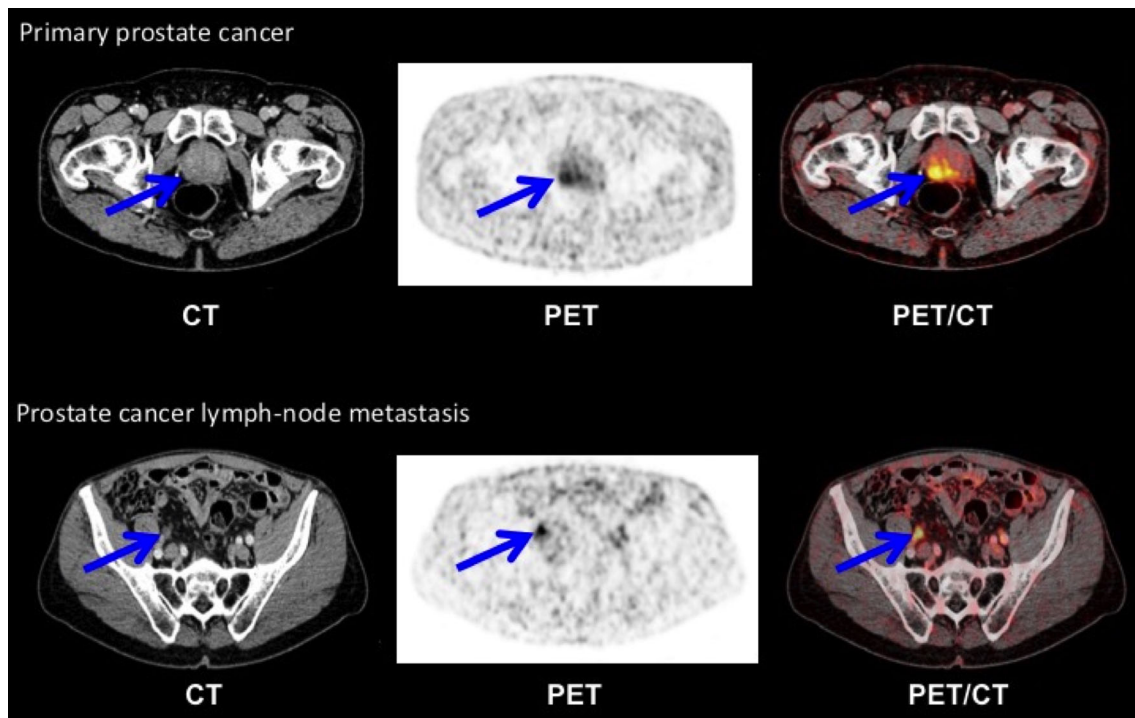 Primary prostate cancer
CT PET PET/CT
Prostate cancer lymph-node metastasis
CT PET PET/CT